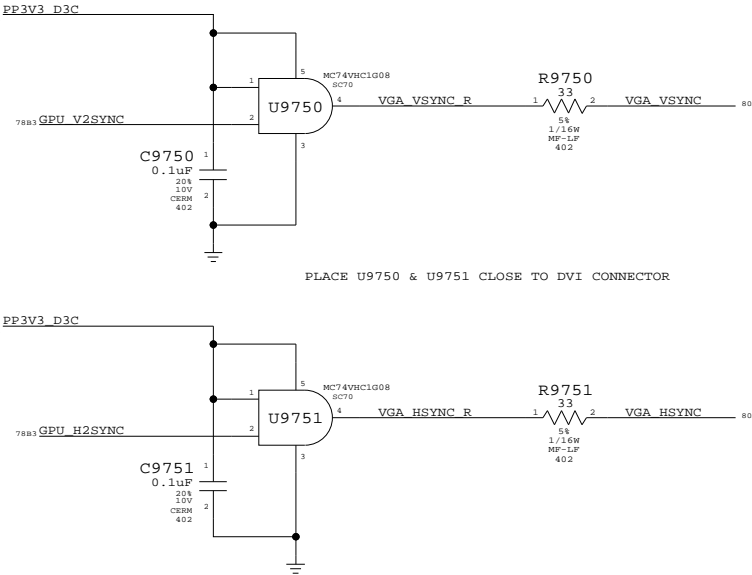 PP3V3_D3C
5
MC74VHC1G08
SC70
1
U9750
4
VGA_VSYNC_R
R9750
33
1
2
VGA_VSYNC
80
5%
1/16W
MF-LF
402
78B3 GPU_V2SYNC
2
3
C9750
1
0.1uF
20%
10V
CERM
402
2
PLACE U9750 & U9751 CLOSE TO DVI CONNECTOR
PP3V3_D3C
5
MC74VHC1G08
SC70
1
U9751
4
VGA_HSYNC_R
R9751
33
1
2
VGA_HSYNC
80
5%
1/16W
MF-LF
402
78B3 GPU_H2SYNC
2
3
C9751
1
0.1uF
20%
10V
CERM
402
2